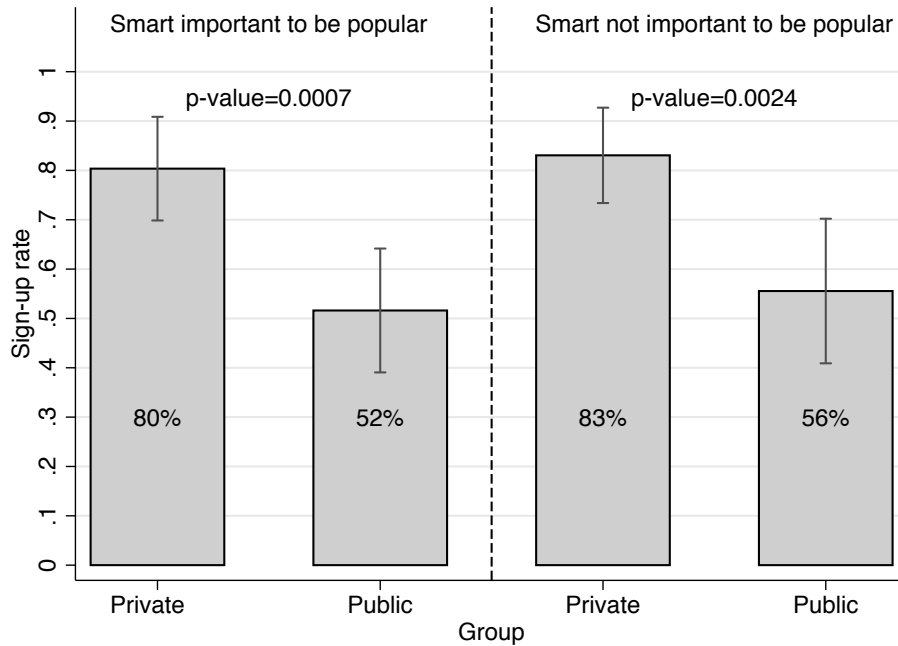 Smart important to be popular
Smart not important to be popular
p-value=0.0007
p-value=0.0024
Sign-up rate
1
.9
.8
.7
.6
.5
.4
.3
.2
.1
0
80%
52%
83%
56%
Private
Public
Private
Public
Group